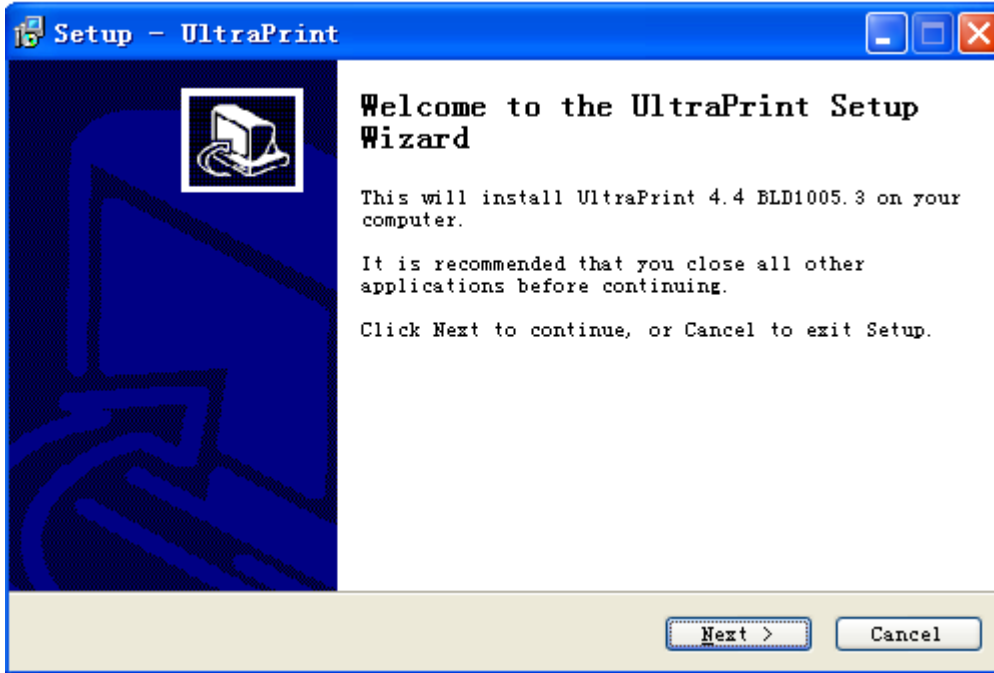 Setup - UltraPrint
Welcome to the UltraPrint Setup
Wizard
This will install UltraPrint 4.4 BLD1005.3 on your
computer.
It is recommended that you close all other
applications before continuing.
Click Next to continue, or Cancel to exit Setup.
Next >
Cancel